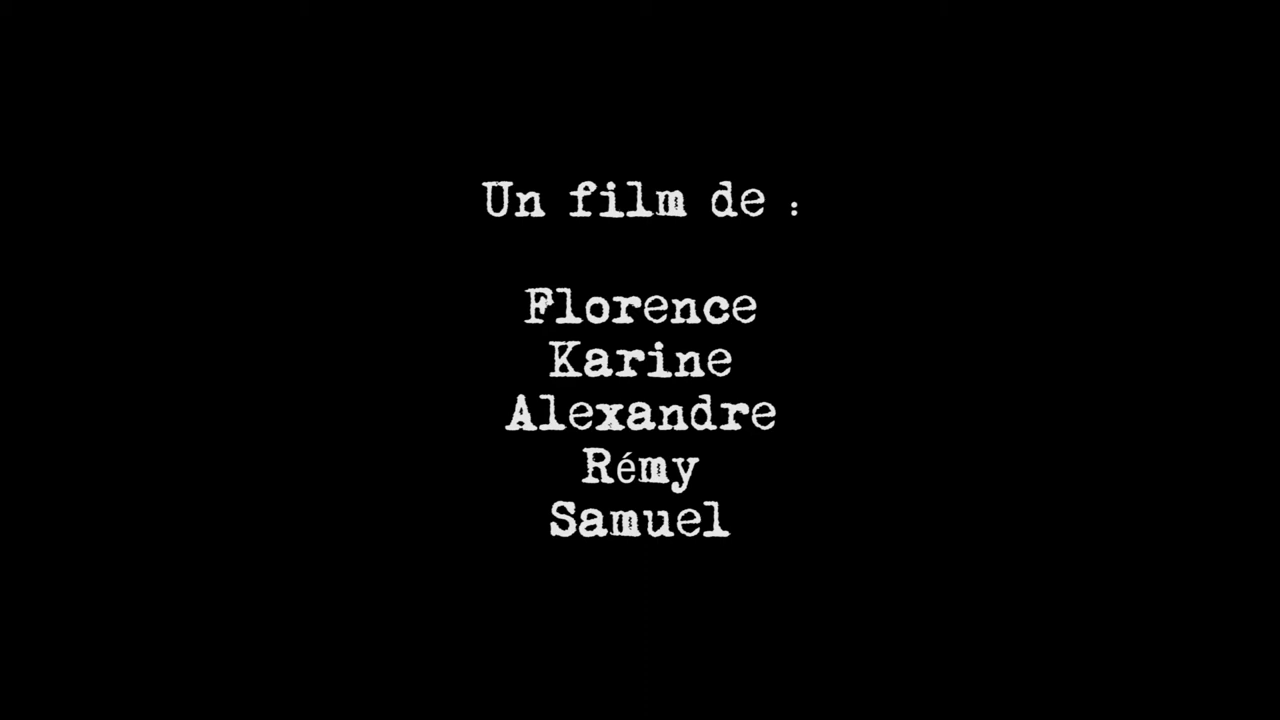 Un film de :
Florence
Karine
Alexandre
Rémy
Samuel